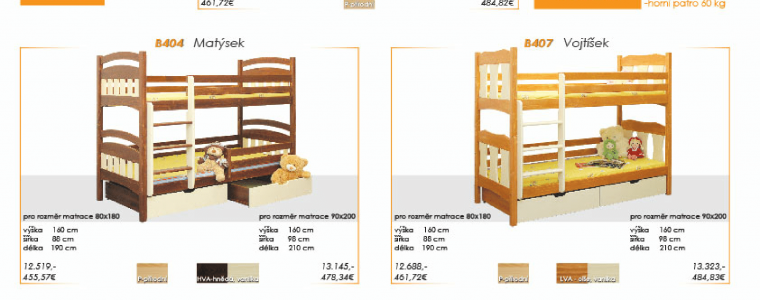 461,72€ P-přírodní 484,82€ -horní patro 60 kg
B404 Matýsek
pro rozměr matrace 80x180 pro rozměr matrace 90x200
výška 160 cm výška 160 cm
šířka 88 cm šířka 98 cm
délka 190 cm délka 210 cm
12.519,- 13.145,-
455,57€ P-přírodní HVA-hnědá, vanilka 478,34€
B407 Vojtíšek
pro rozměr matrace 80x180 pro rozměr matrace 90x200
výška 160 cm výška 160 cm
šířka 88 cm šířka 98 cm
délka 190 cm délka 210 cm
12.688,- 13.323,-
461,72€ P-přírodní LVA - olše, vanilka 484,83€